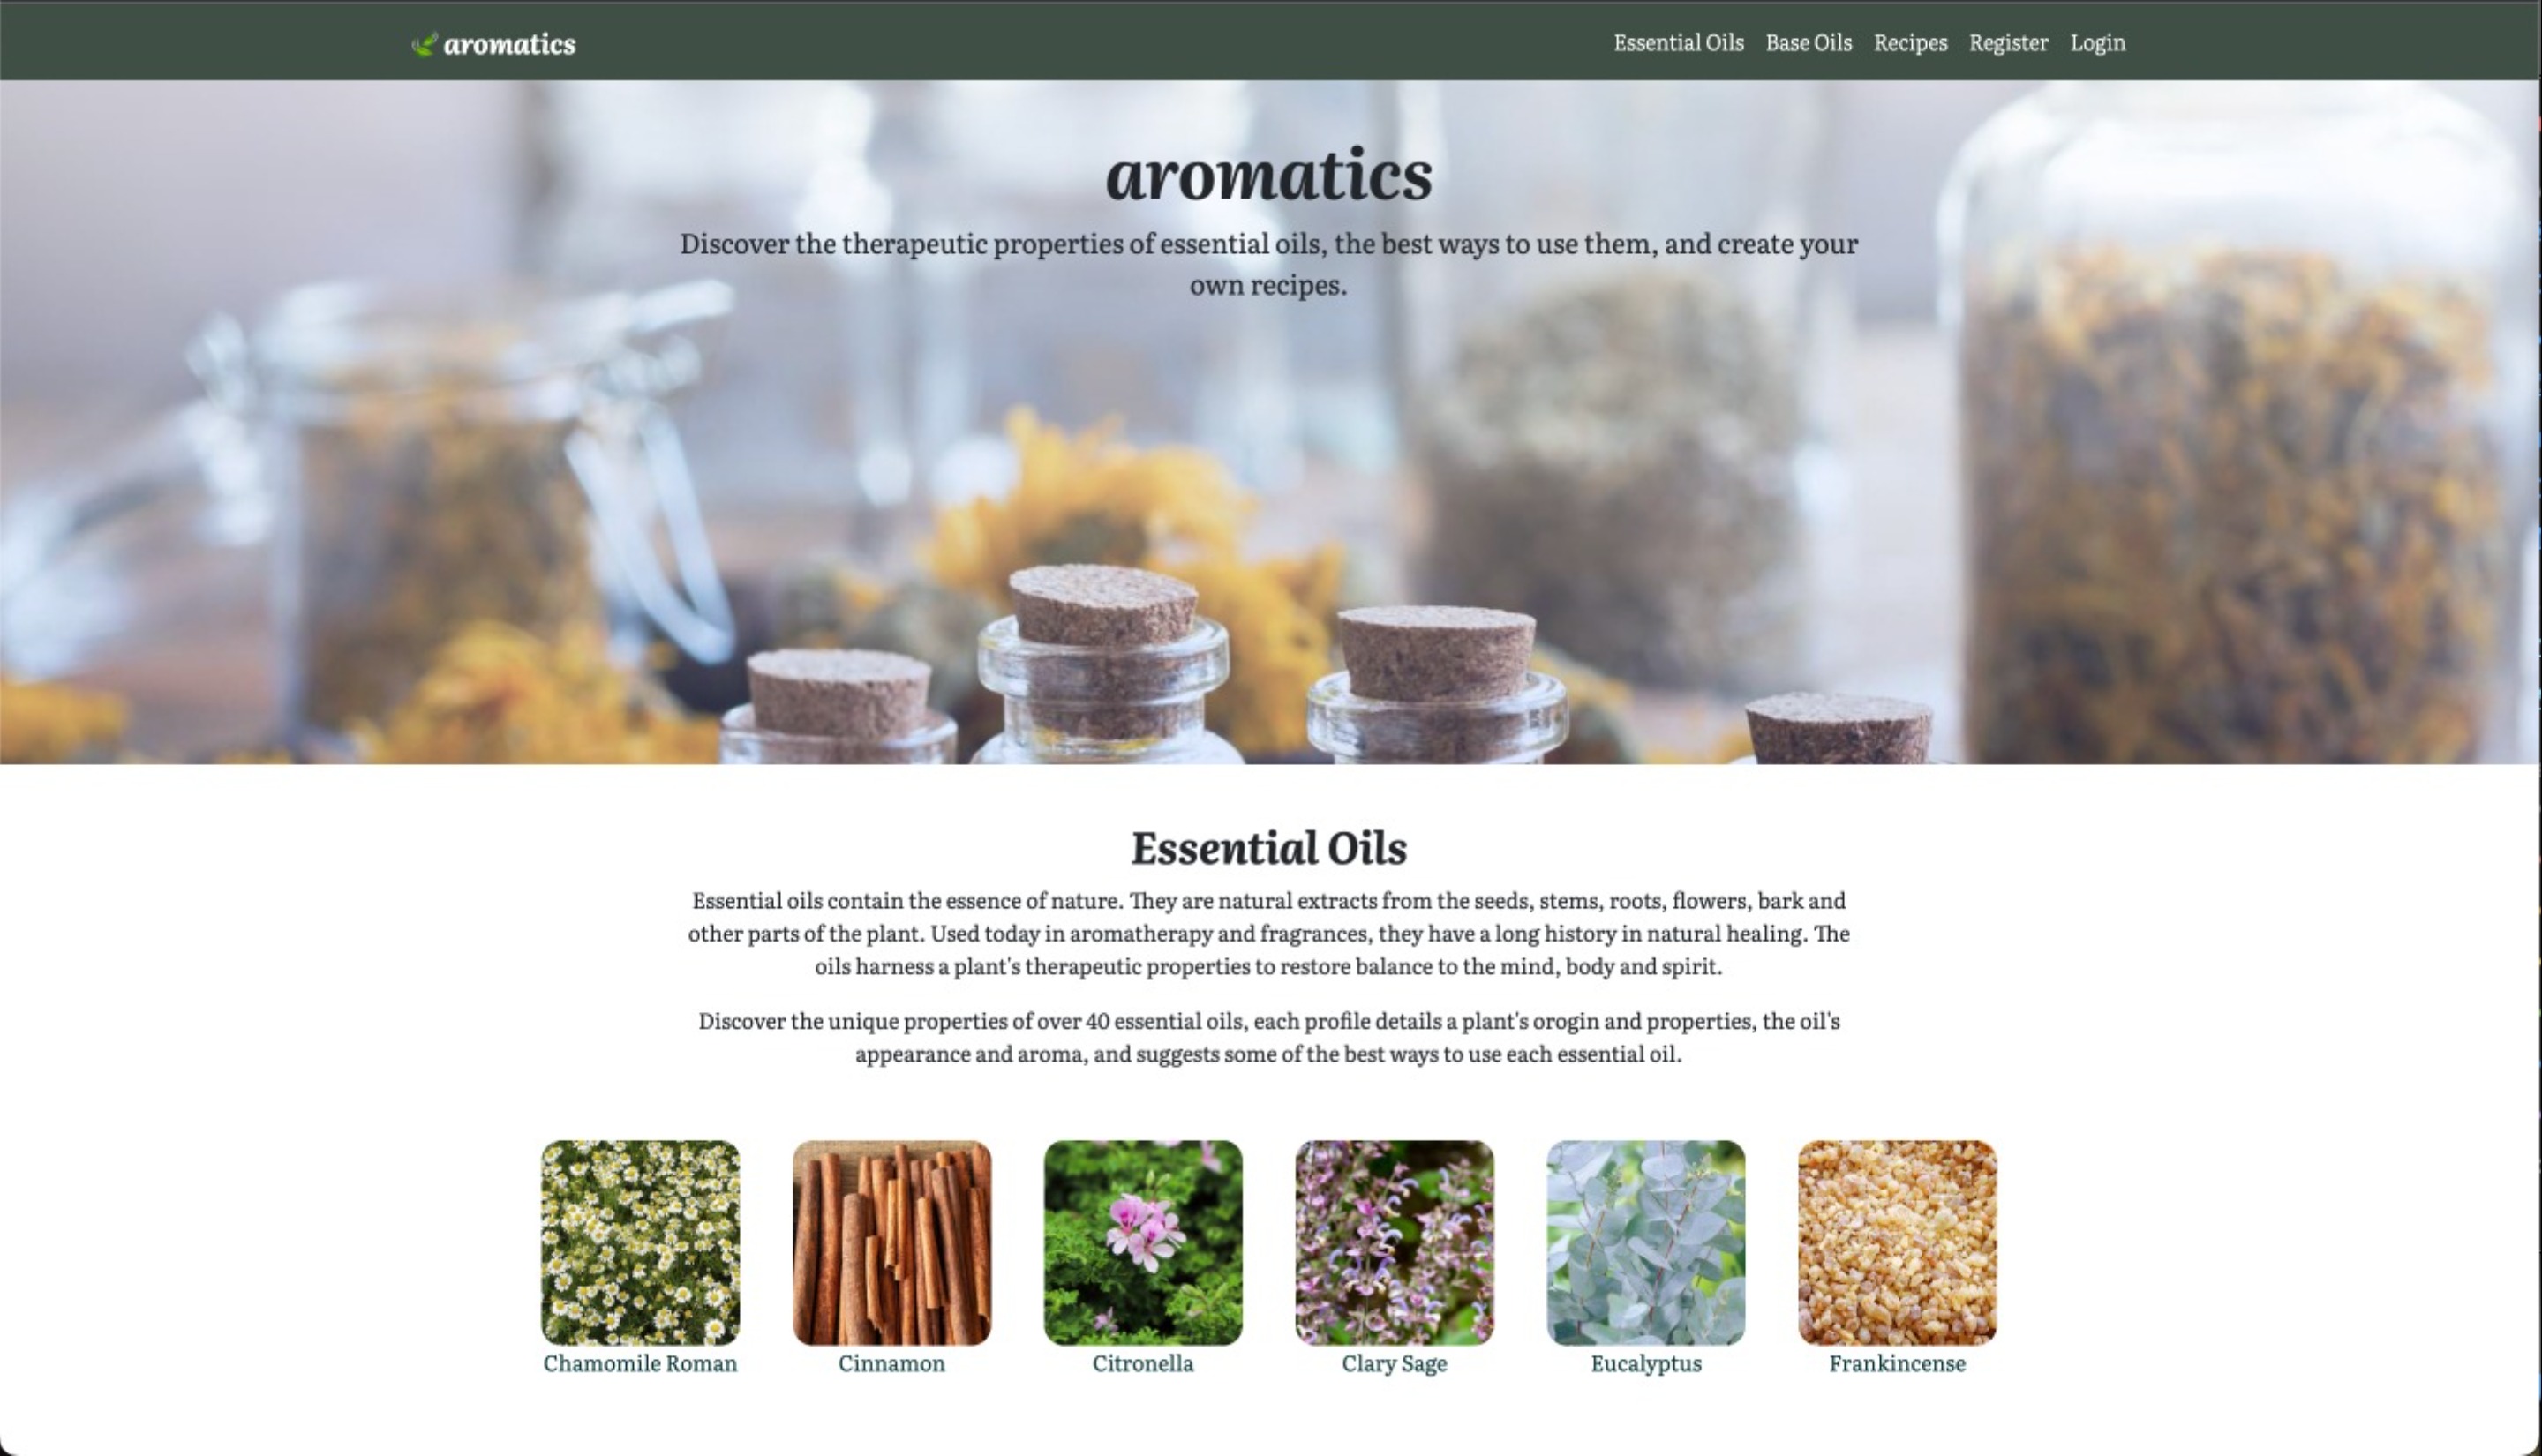 aromatics
Essential Oils Base Oils Recipes Register Login
aromatics
Discover the therapeutic properties of essential oils, the best ways to use them, and create your
own recipes.
Essential Oils
Essential oils contain the essence of nature. They are natural extracts from the seeds, stems, roots, flowers, bark and
other parts of the plant. Used today in aromatherapy and fragrances, they have a long history in natural healing. The
oils harness a plant's therapeutic properties to restore balance to the mind, body and spirit.
Discover the unique properties of over 40 essential oils, each profile details a plant's orogin and properties, the oil's
appearance and aroma, and suggests some of the best ways to use each essential oil.
Chamomile Roman
Cinnamon
Citronella
Clary Sage
Eucalyptus
Frankincense